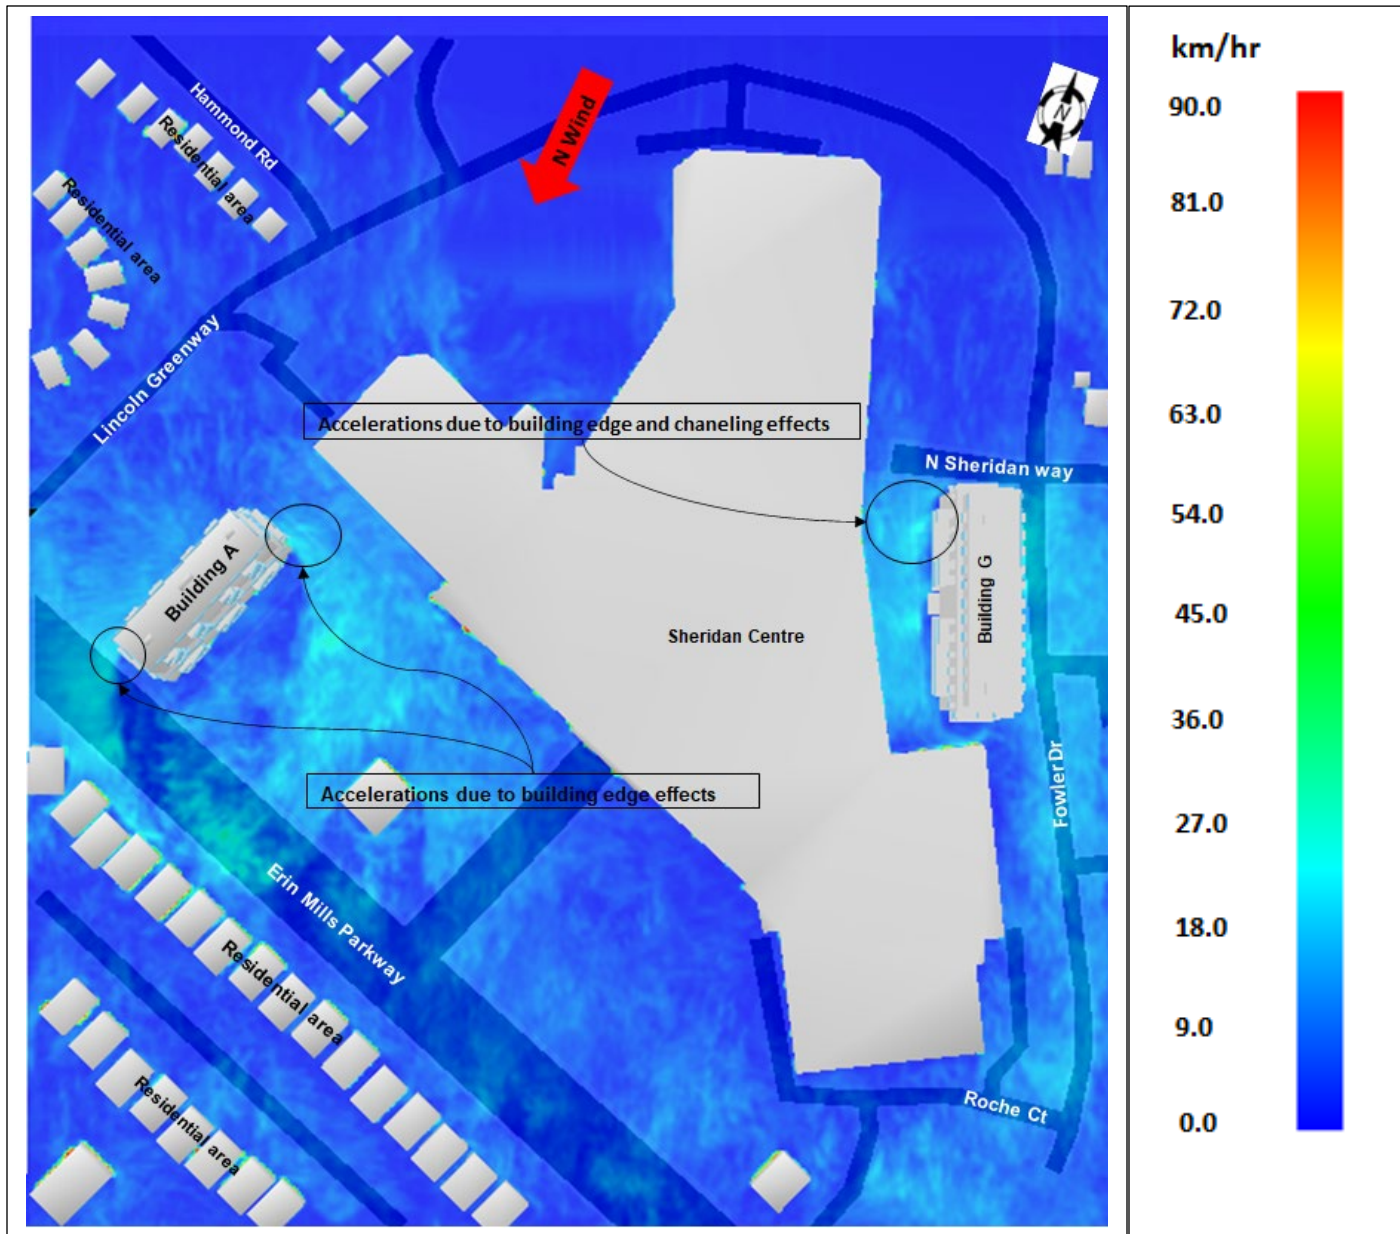 km/hr
90.0
81.0
72.0
63.0
54.0
45.0
36.0
27.0
18.0
9.0
0.0
N Wind
N
Hammond Rd
Residential area
Residential area
Lincoln Greenway
Accelerations due to building edge and chaneling effects
N Sheridan way
Building A
Building G
Sheridan Centre
Accelerations due to building edge effects
Fowler Dr
Erin Mills Parkway
Residential area
Residential area
Roche Ct